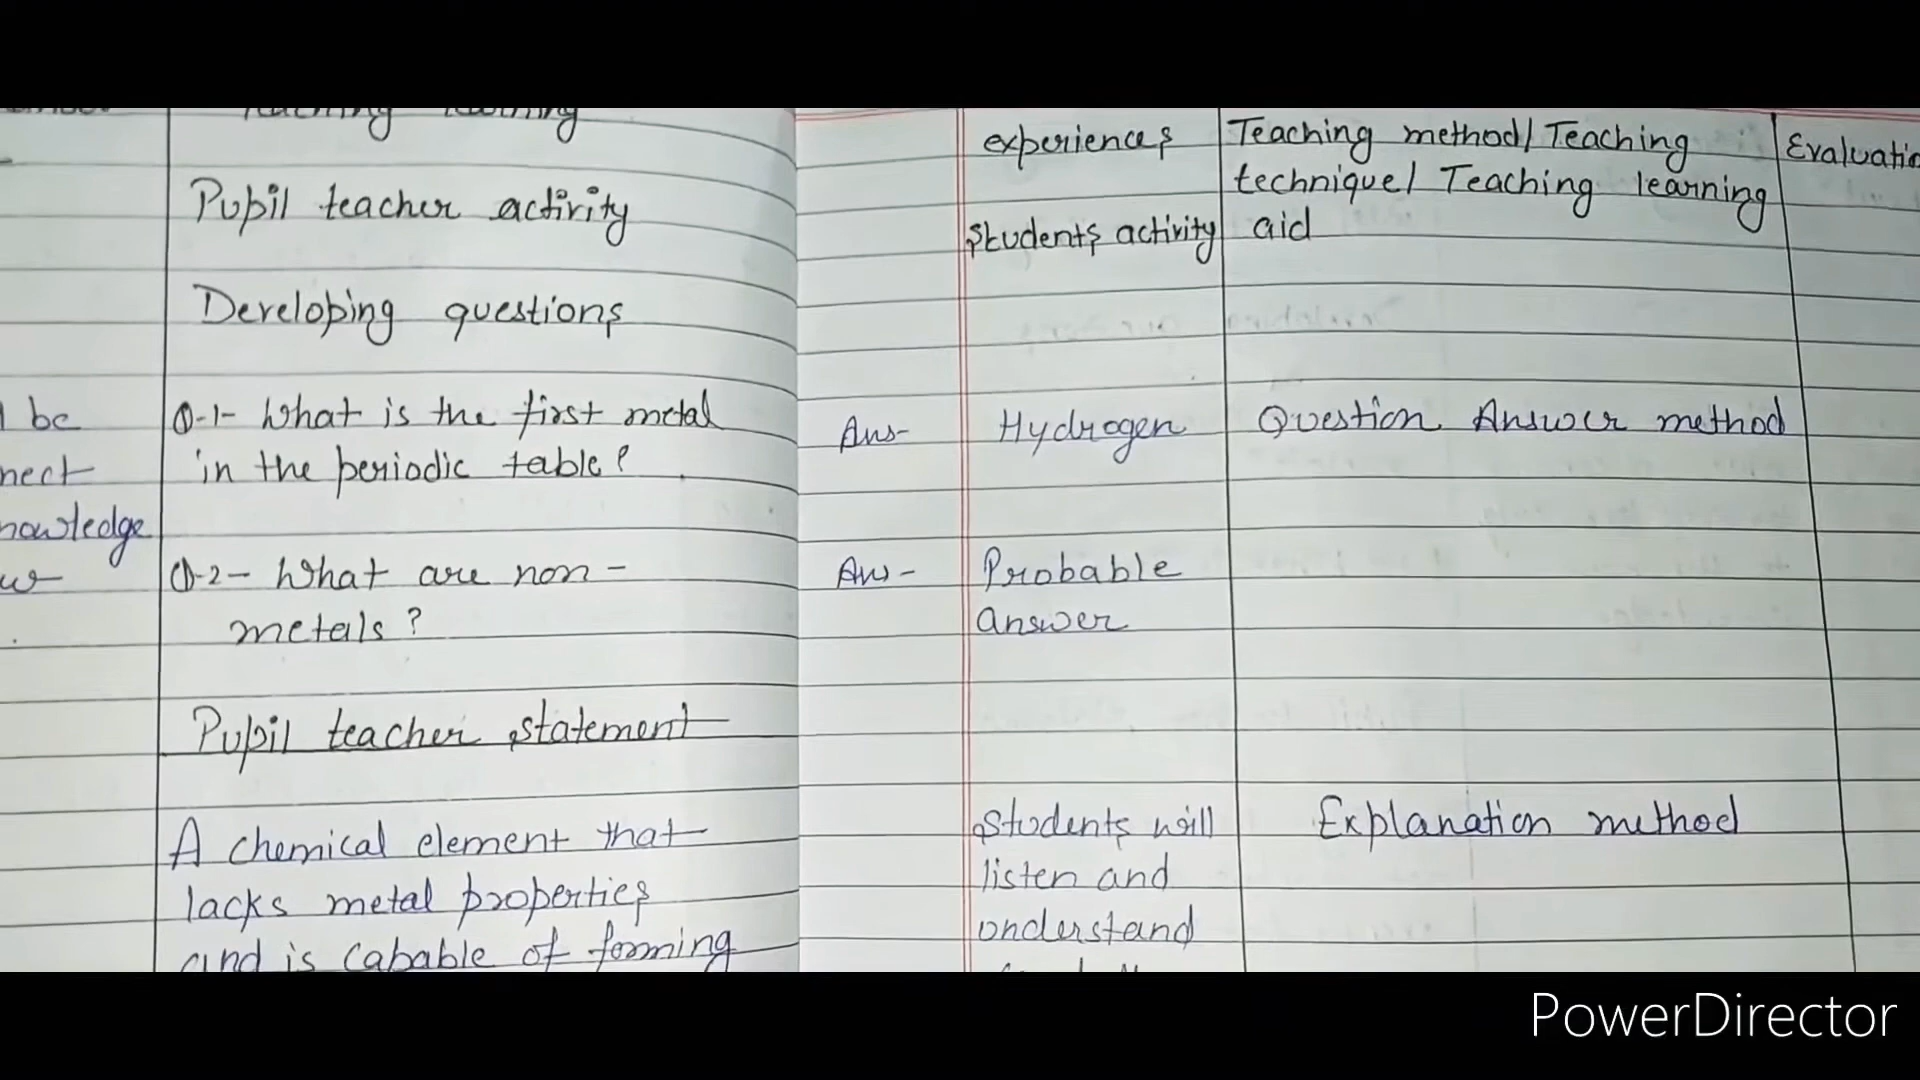 Teaching learning
Pupil teacher activity
Developing questions
be
Q-1- What is the first metal
in the periodic table?
nowledge
Q-2- What are non-
metals?
Pupil teacher statement
A chemical element that
lacks metal properties
and is cabable of forming
experiences
Students activity
Teaching method/Teaching
technique/ Teaching learning
aid
Evaluatio
Ans- Hydrogen
Question Answer method
Ans- Probable
answer
Students will
listen and
understand
Explanation method
PowerDirector